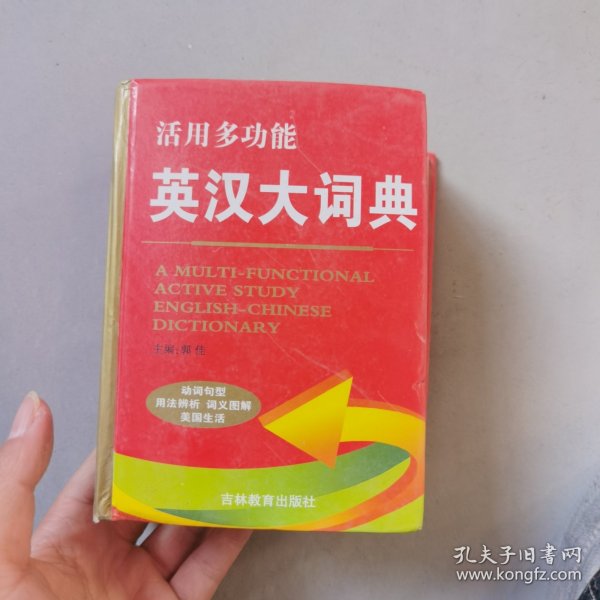 活用多功能
英汉大词典
A MULTI-FUNCTIONAL
ACTIVE STUDY
ENGLISH-CHINESE
DICTIONARY
主编:郭 佳
动词句型
用法辨析 词义图解
美国生活
吉林教育出版社
孔夫子旧书网
www.kongfz.com